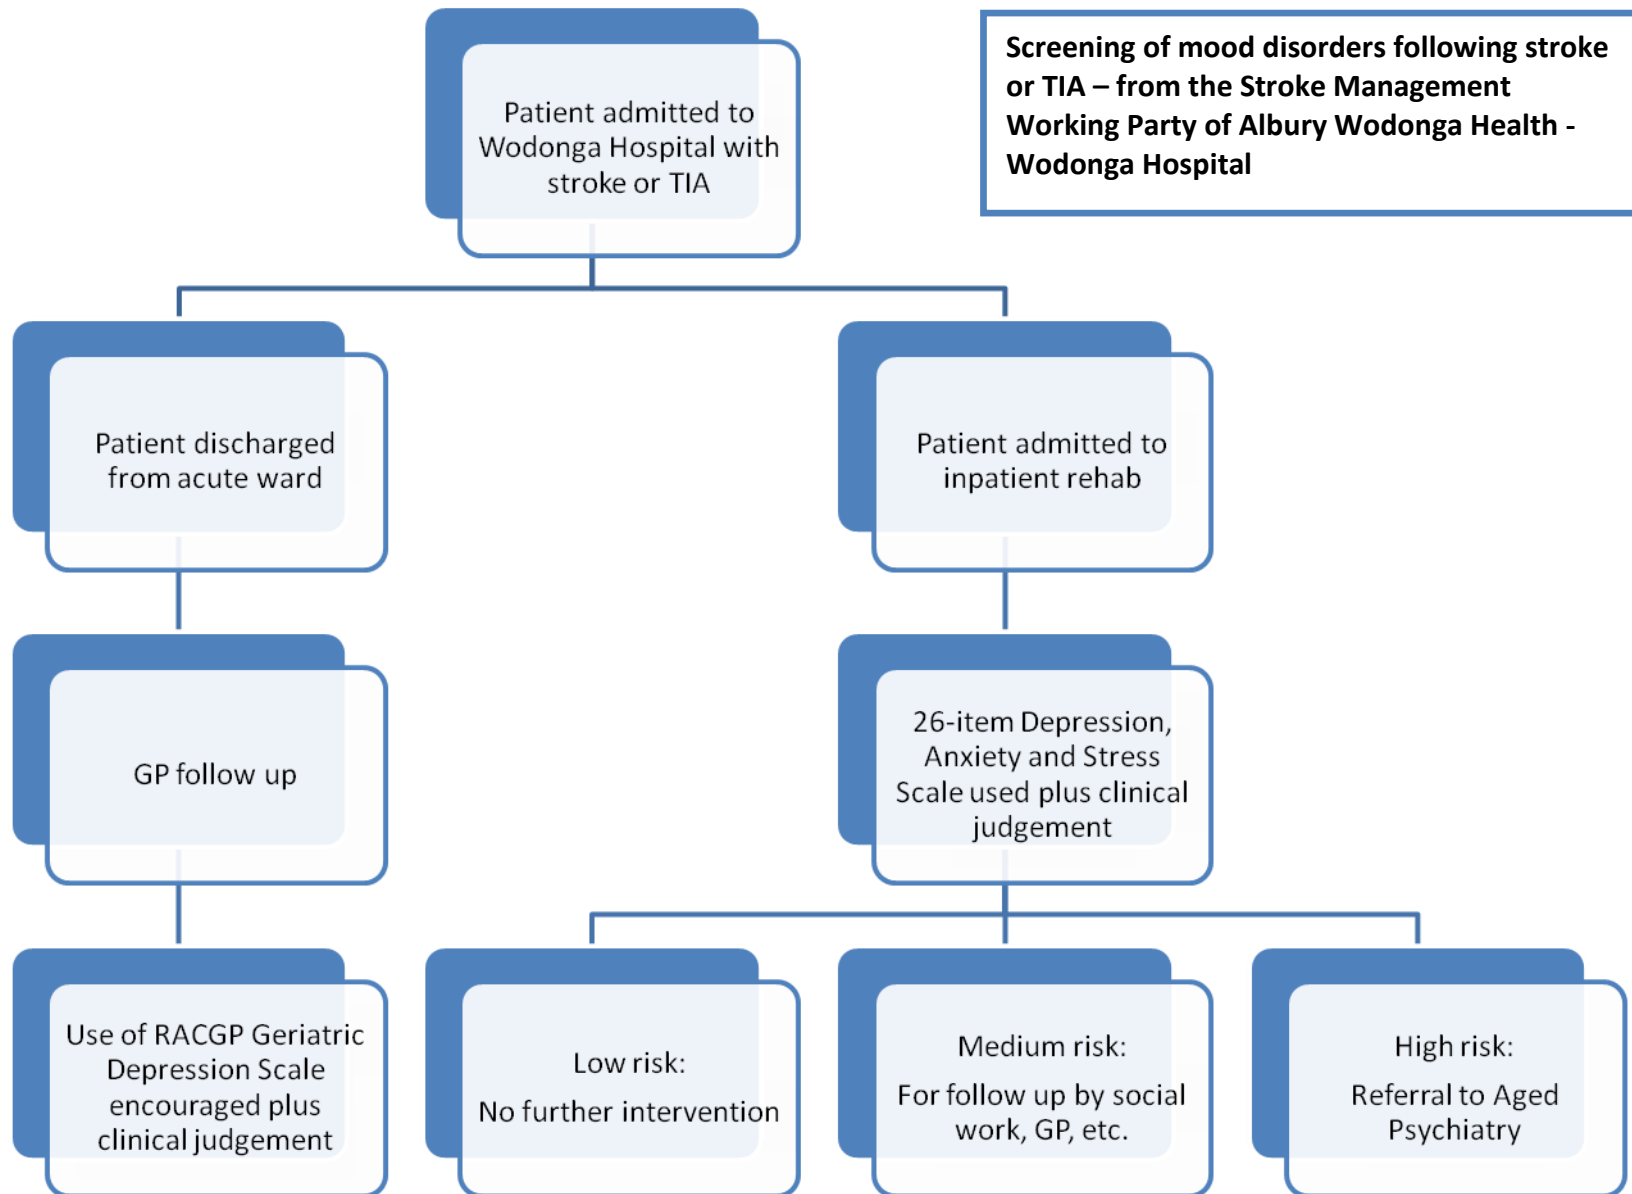 Screening of mood disorders following stroke
or TIA – from the Stroke Management
Working Party of Albury Wodonga Health -
Wodonga Hospital
Patient admitted to
Wodonga Hospital with
stroke or TIA
Patient discharged
from acute ward
Patient admitted to
inpatient rehab
GP follow up
26-item Depression,
Anxiety and Stress
Scale used plus clinical
judgement
Use of RACGP Geriatric
Depression Scale
encouraged plus
clinical judgement
Low risk:
No further intervention
Medium risk:
For follow up by social
work, GP, etc.
High risk:
Referral to Aged
Psychiatry